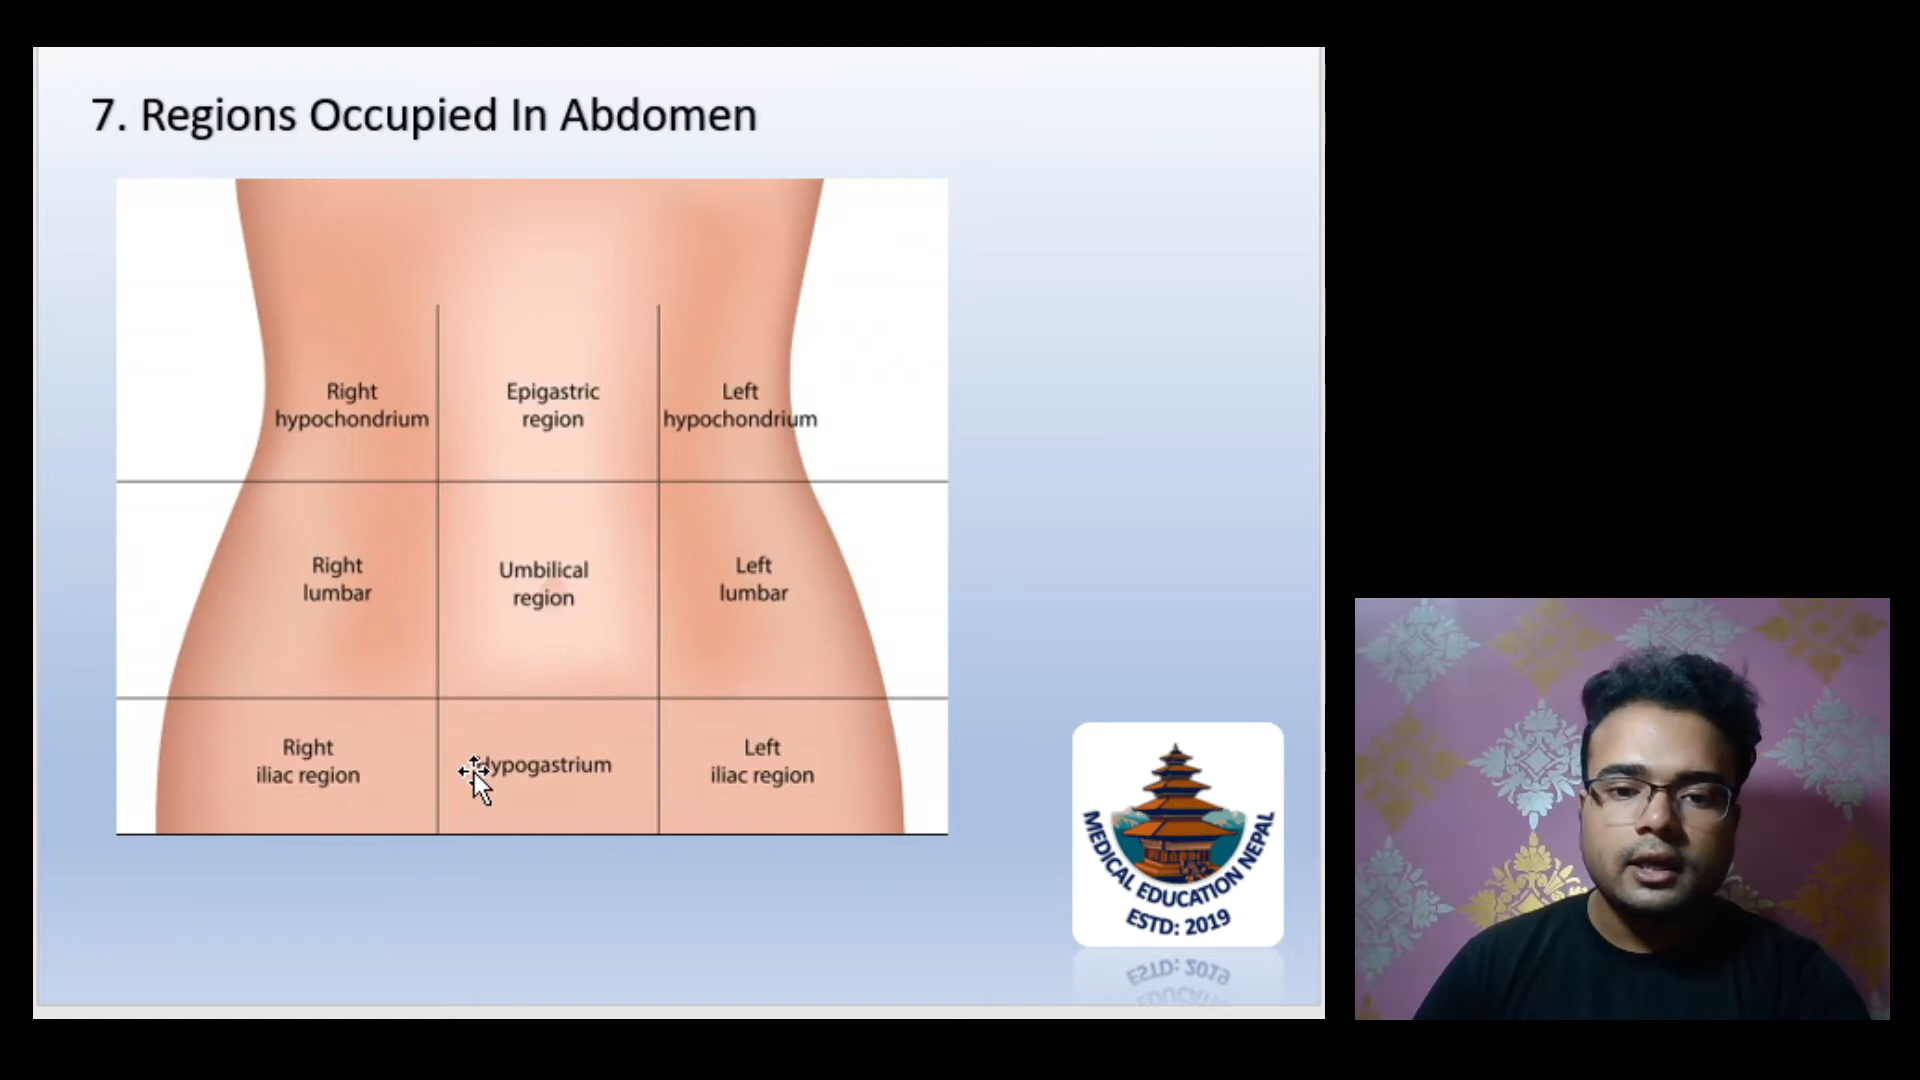 7. Regions Occupied In Abdomen
Right
hypochondrium
Epigastric
region
Left
hypochondrium
Right
lumbar
Umbilical
region
Left
lumbar
Right
iliac region
ypogastrium
Left
iliac region
MEDICAL EDUCATION NEPAL
ESTD: 2019